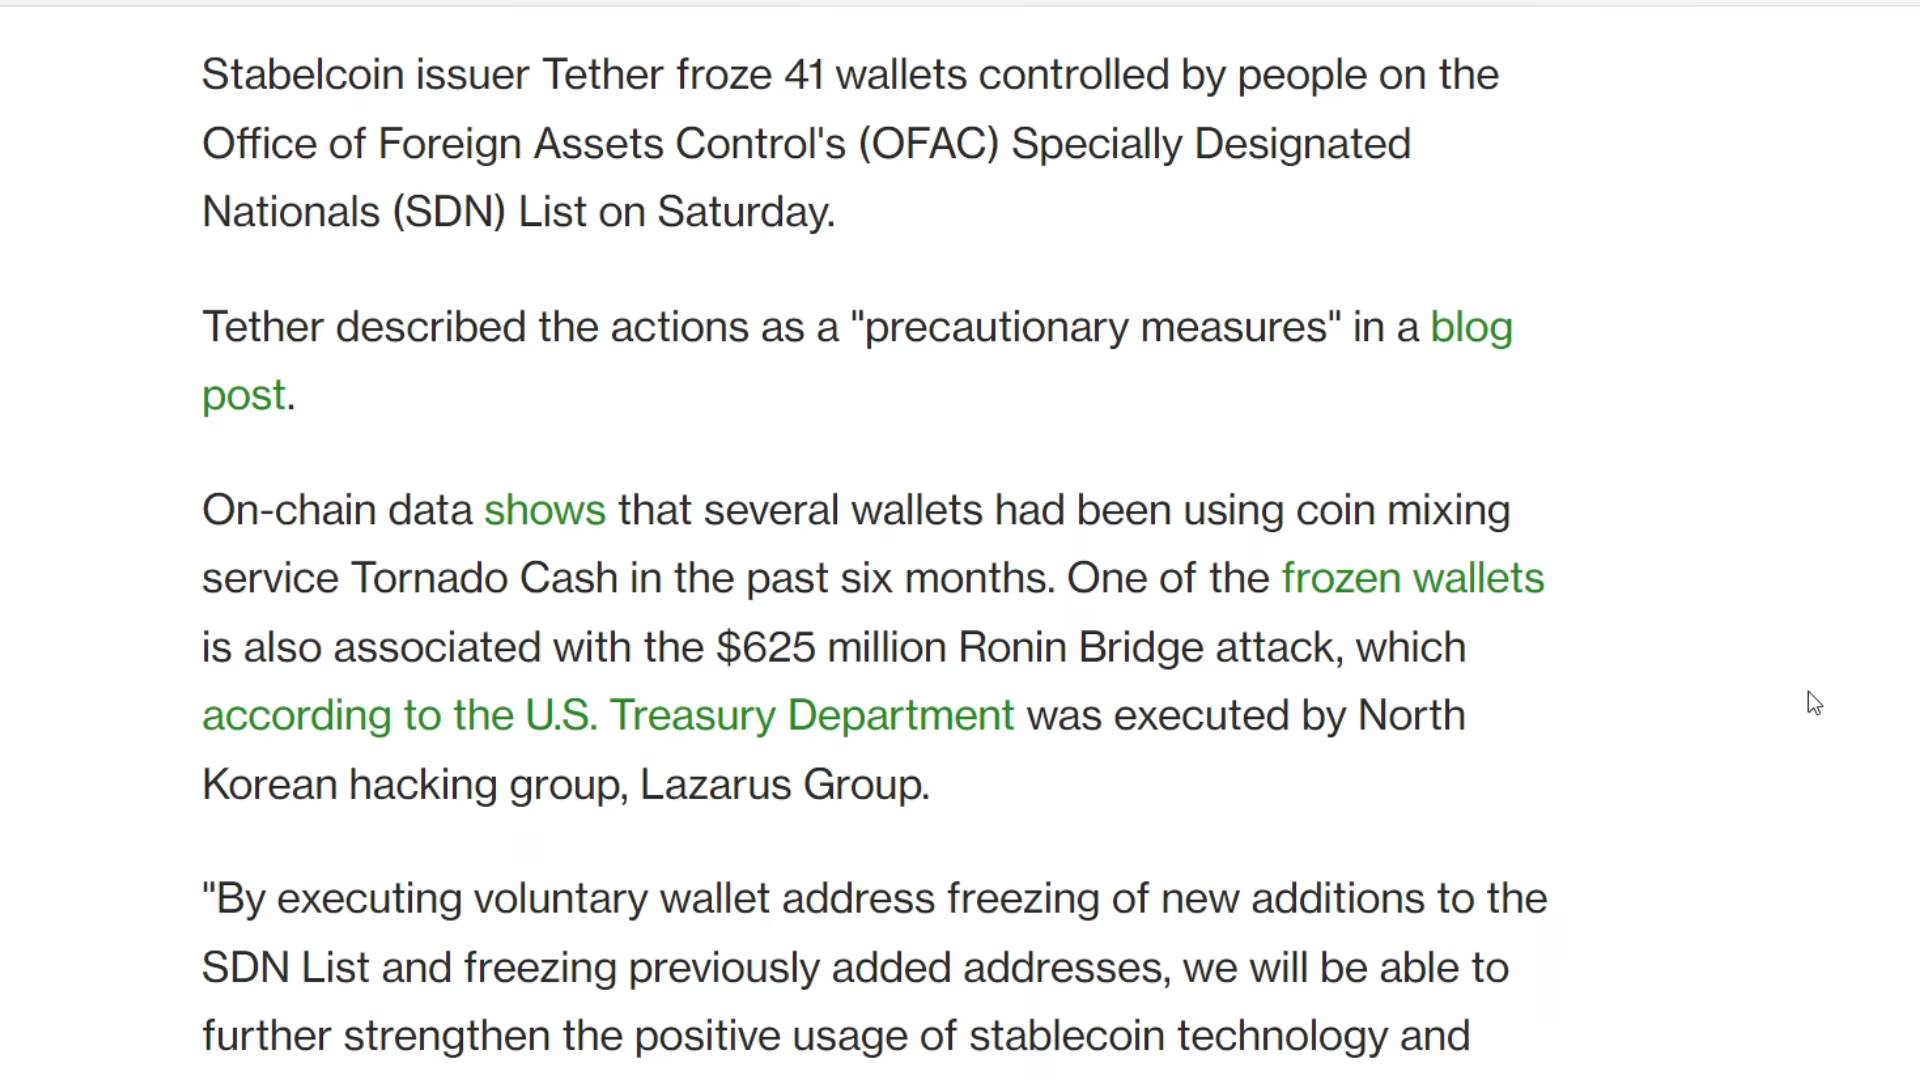 Stabelcoin issuer Tether froze 41 wallets controlled by people on the
Office of Foreign Assets Control's (OFAC) Specially Designated
Nationals (SDN) List on Saturday.
Tether described the actions as a "precautionary measures" in a blog
post.
On-chain data shows that several wallets had been using coin mixing
service Tornado Cash in the past six months. One of the frozen wallets
is also associated with the $625 million Ronin Bridge attack, which
according to the U.S. Treasury Department was executed by North
Korean hacking group, Lazarus Group.
"By executing voluntary wallet address freezing of new additions to the
SDN List and freezing previously added addresses, we will be able to
further strengthen the positive usage of stablecoin technology and